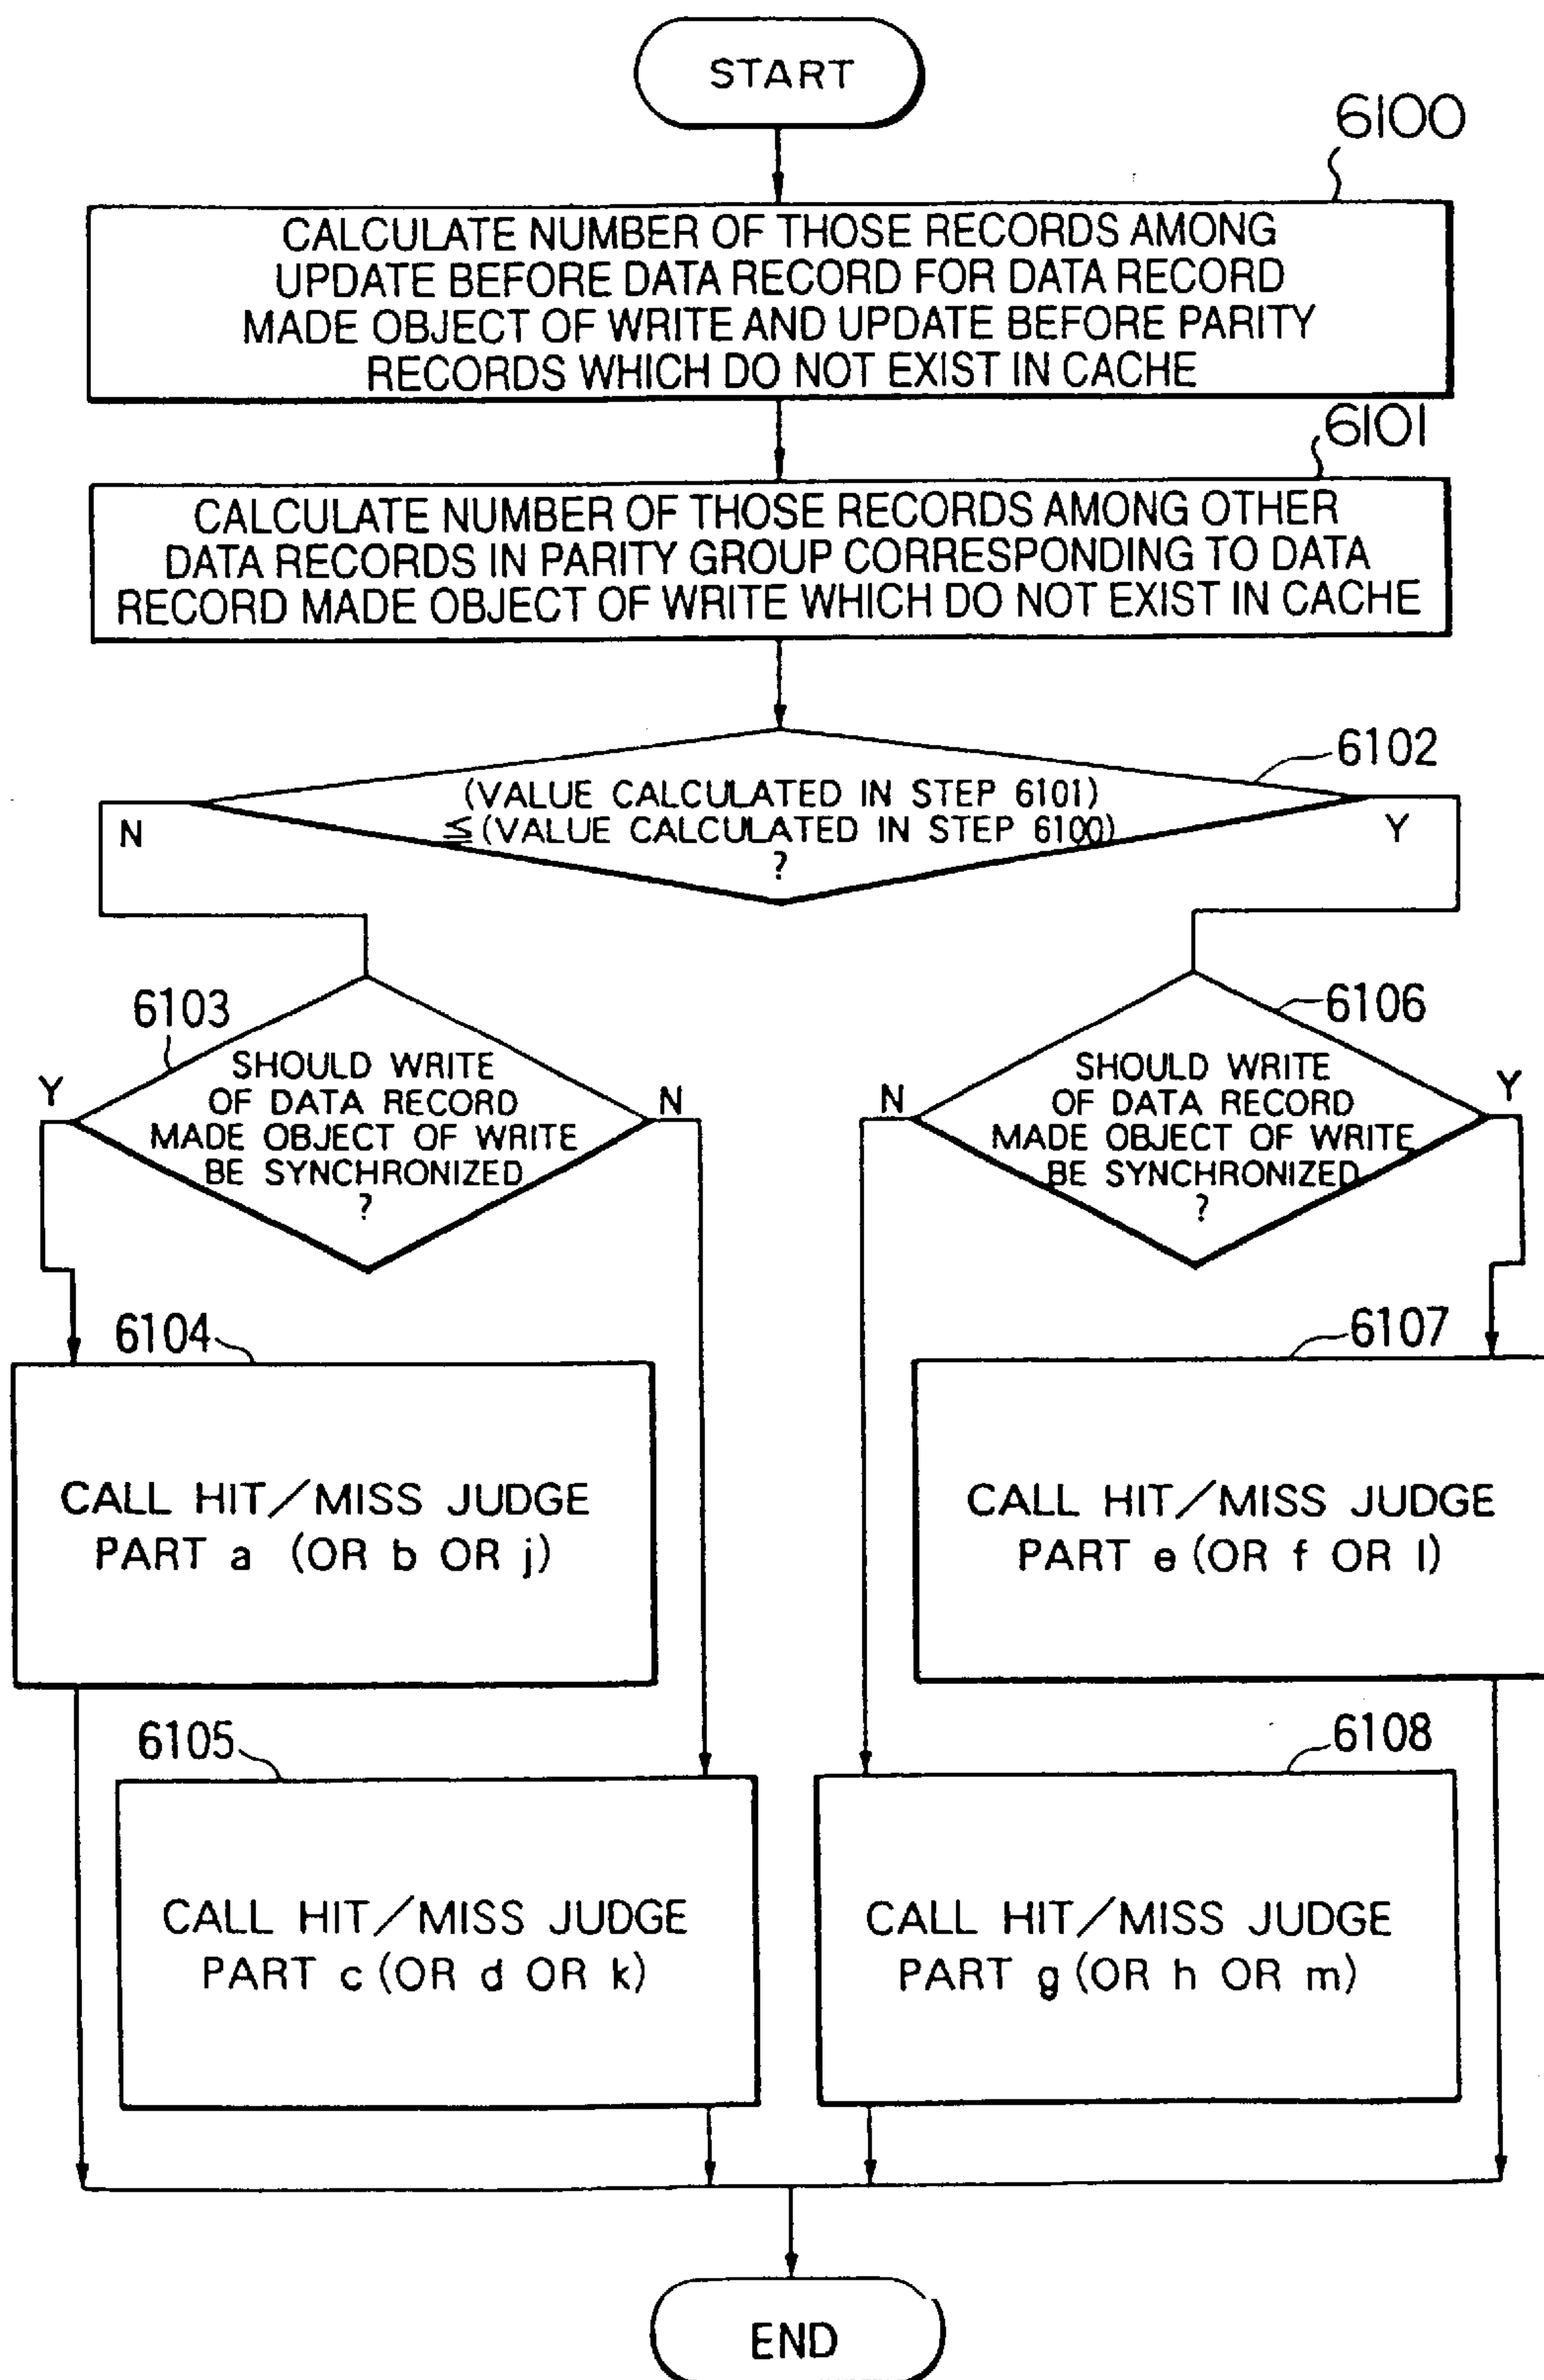 START
6100
CALCULATE NUMBER OF THOSE RECORDS AMONG
UPDATE BEFORE DATA RECORD FOR DATA RECORD
MADE OBJECT OF WRITE AND UPDATE BEFORE PARITY
RECORDS WHICH DO NOT EXIST IN CACHE
6101
CALCULATE NUMBER OF THOSE RECORDS AMONG OTHER
DATA RECORDS IN PARITY GROUP CORRESPONDING TO DATA
RECORD MADE OBJECT OF WRITE WHICH DO NOT EXIST IN CACHE
6102
(VALUE CALCULATED IN STEP 6101)
≦(VALUE CALCULATED IN STEP 6100)
?
N
Y
6103
SHOULD WRITE
OF DATA RECORD
MADE OBJECT OF WRITE
BE SYNCHRONIZED
?
Y
N
6106
SHOULD WRITE
OF DATA RECORD
MADE OBJECT OF WRITE
BE SYNCHRONIZED
?
N
Y
6104
CALL HIT/MISS JUDGE
PART a (OR b OR j)
6107
CALL HIT/MISS JUDGE
PART e (OR f OR l)
6105
CALL HIT/MISS JUDGE
PART c (OR d OR k)
6108
CALL HIT/MISS JUDGE
PART g (OR h OR m)
END